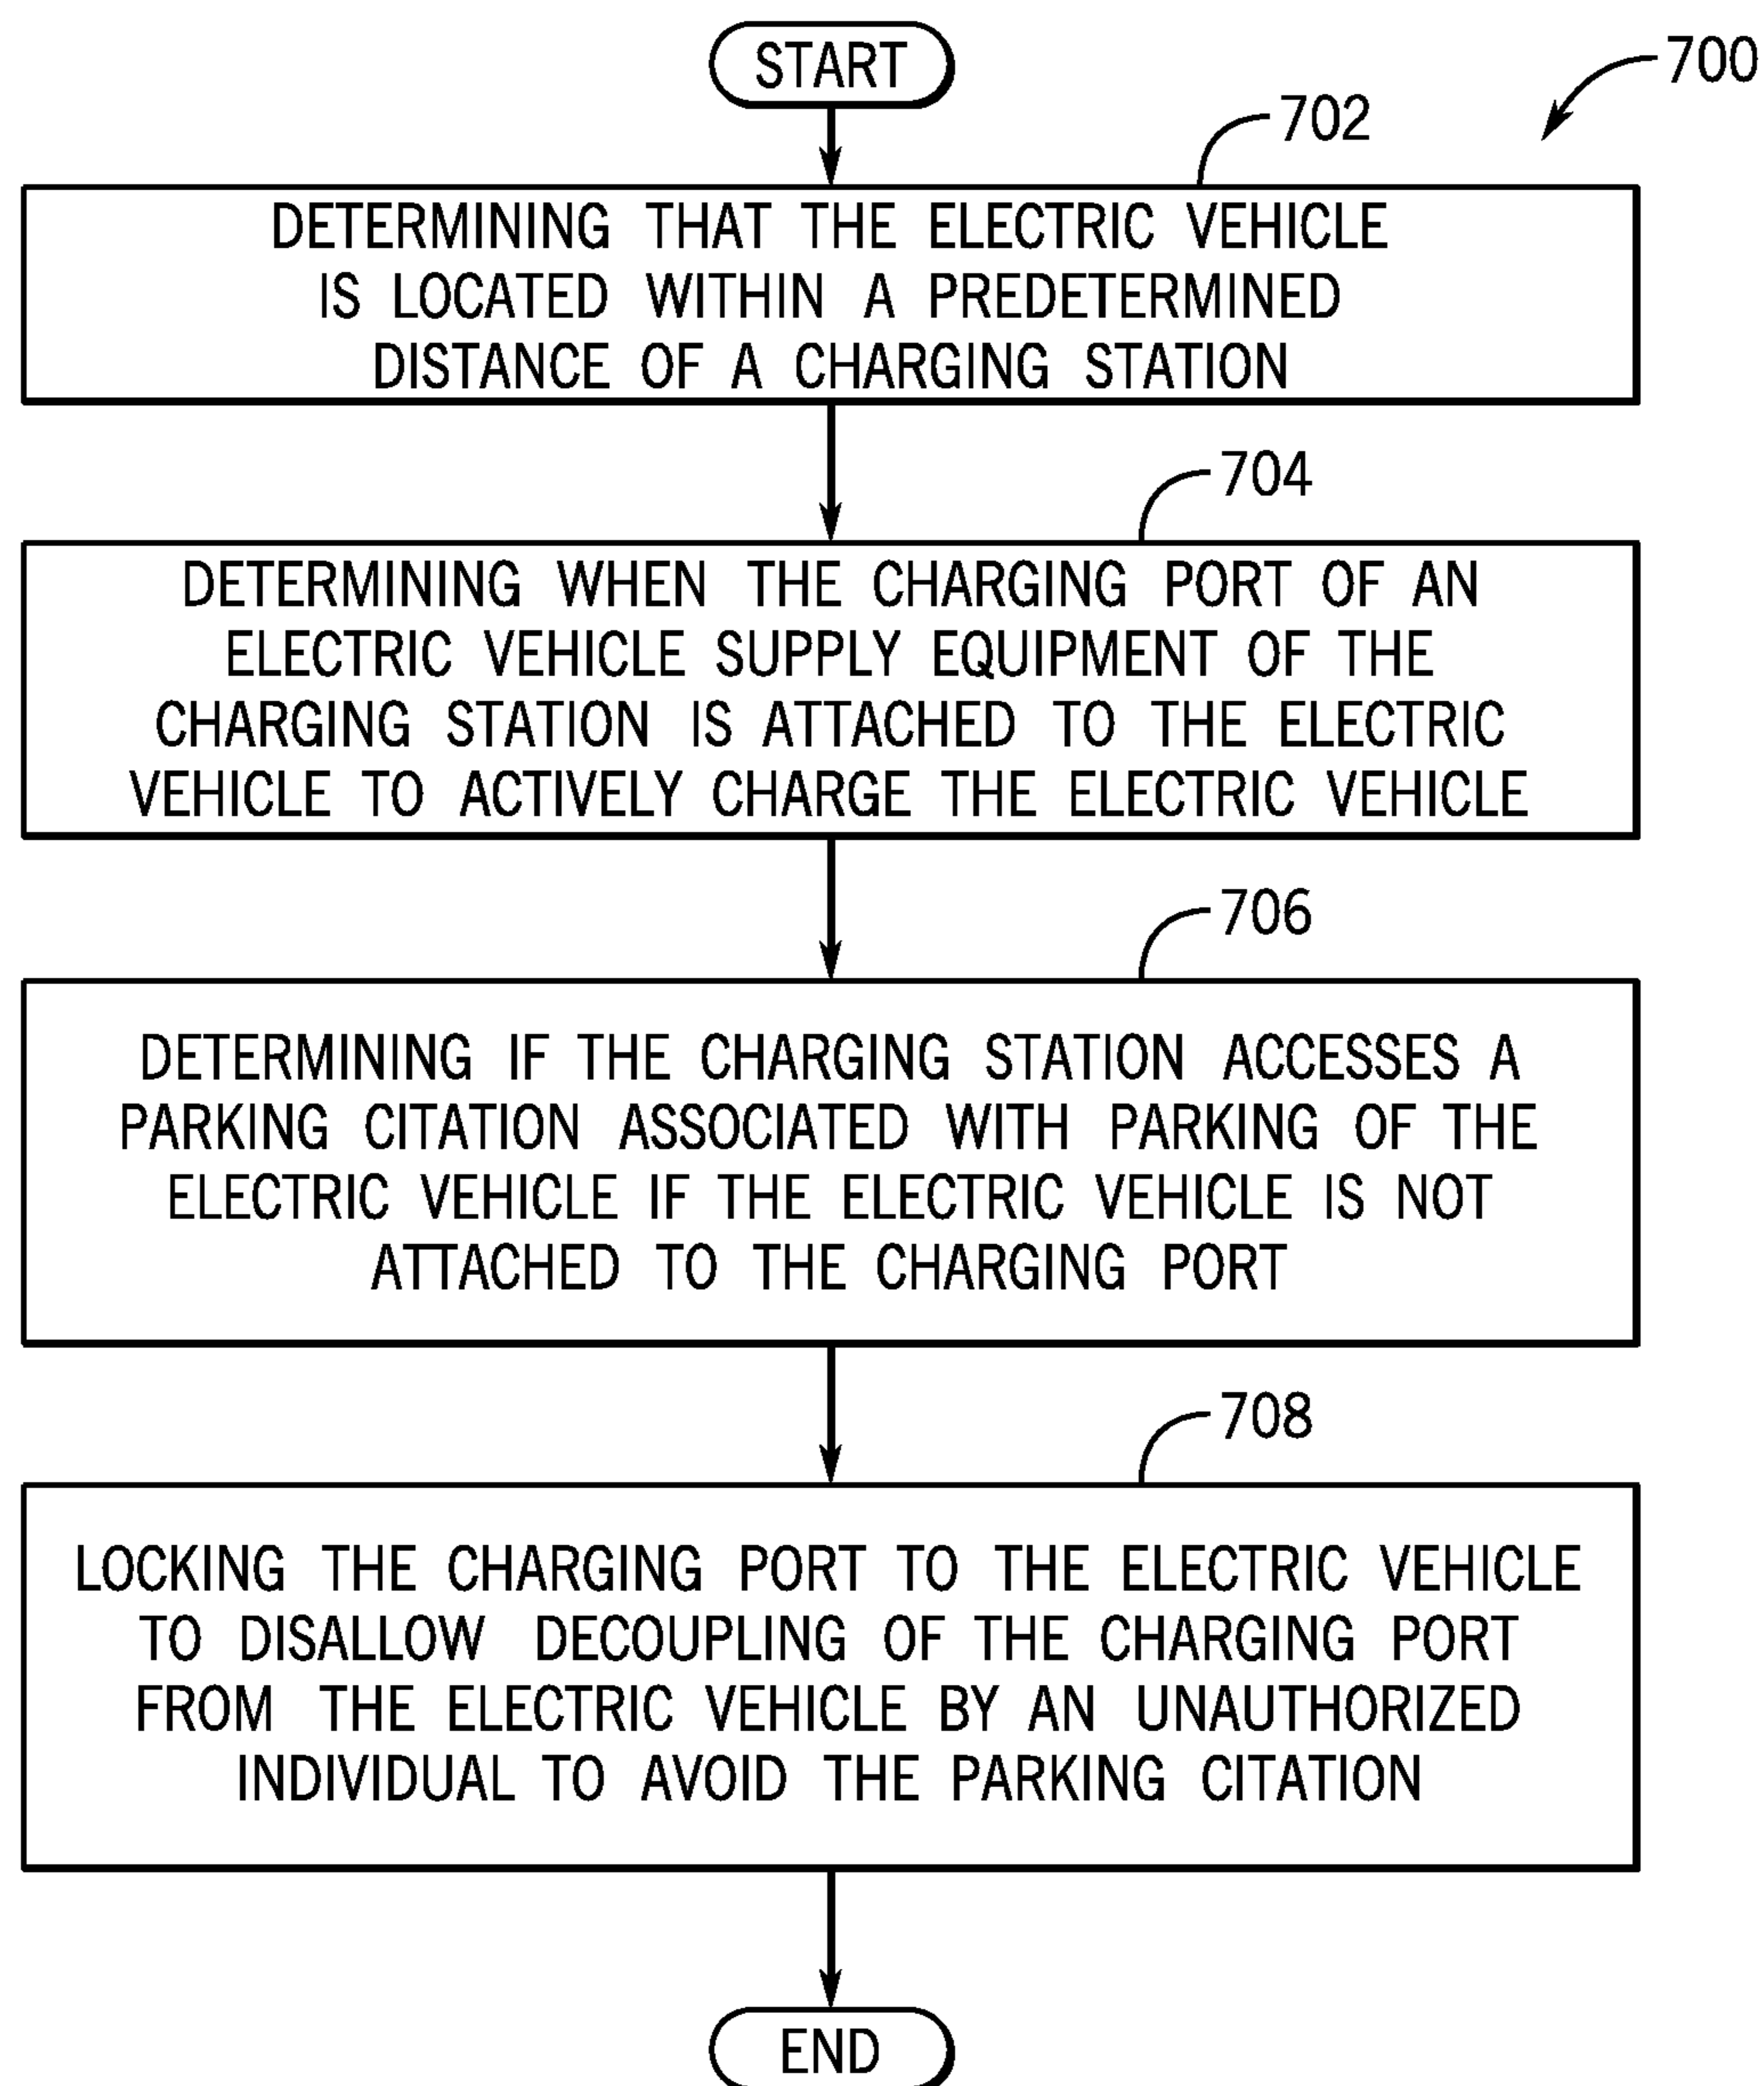 START
700
702
DETERMINING THAT THE ELECTRIC VEHICLE
IS LOCATED WITHIN A PREDETERMINED
DISTANCE OF A CHARGING STATION
704
DETERMINING WHEN THE CHARGING PORT OF AN
ELECTRIC VEHICLE SUPPLY EQUIPMENT OF THE
CHARGING STATION IS ATTACHED TO THE ELECTRIC
VEHICLE TO ACTIVELY CHARGE THE ELECTRIC VEHICLE
706
DETERMINING IF THE CHARGING STATION ACCESSES A
PARKING CITATION ASSOCIATED WITH PARKING OF THE
ELECTRIC VEHICLE IF THE ELECTRIC VEHICLE IS NOT
ATTACHED TO THE CHARGING PORT
708
LOCKING THE CHARGING PORT TO THE ELECTRIC VEHICLE
TO DISALLOW DECOUPLING OF THE CHARGING PORT
FROM THE ELECTRIC VEHICLE BY AN UNAUTHORIZED
INDIVIDUAL TO AVOID THE PARKING CITATION
END